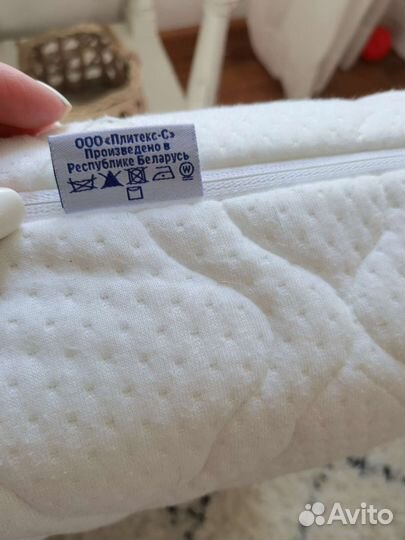 ООО «Плитекс-С»
Произведено в
Республике Беларусь
W
Avito